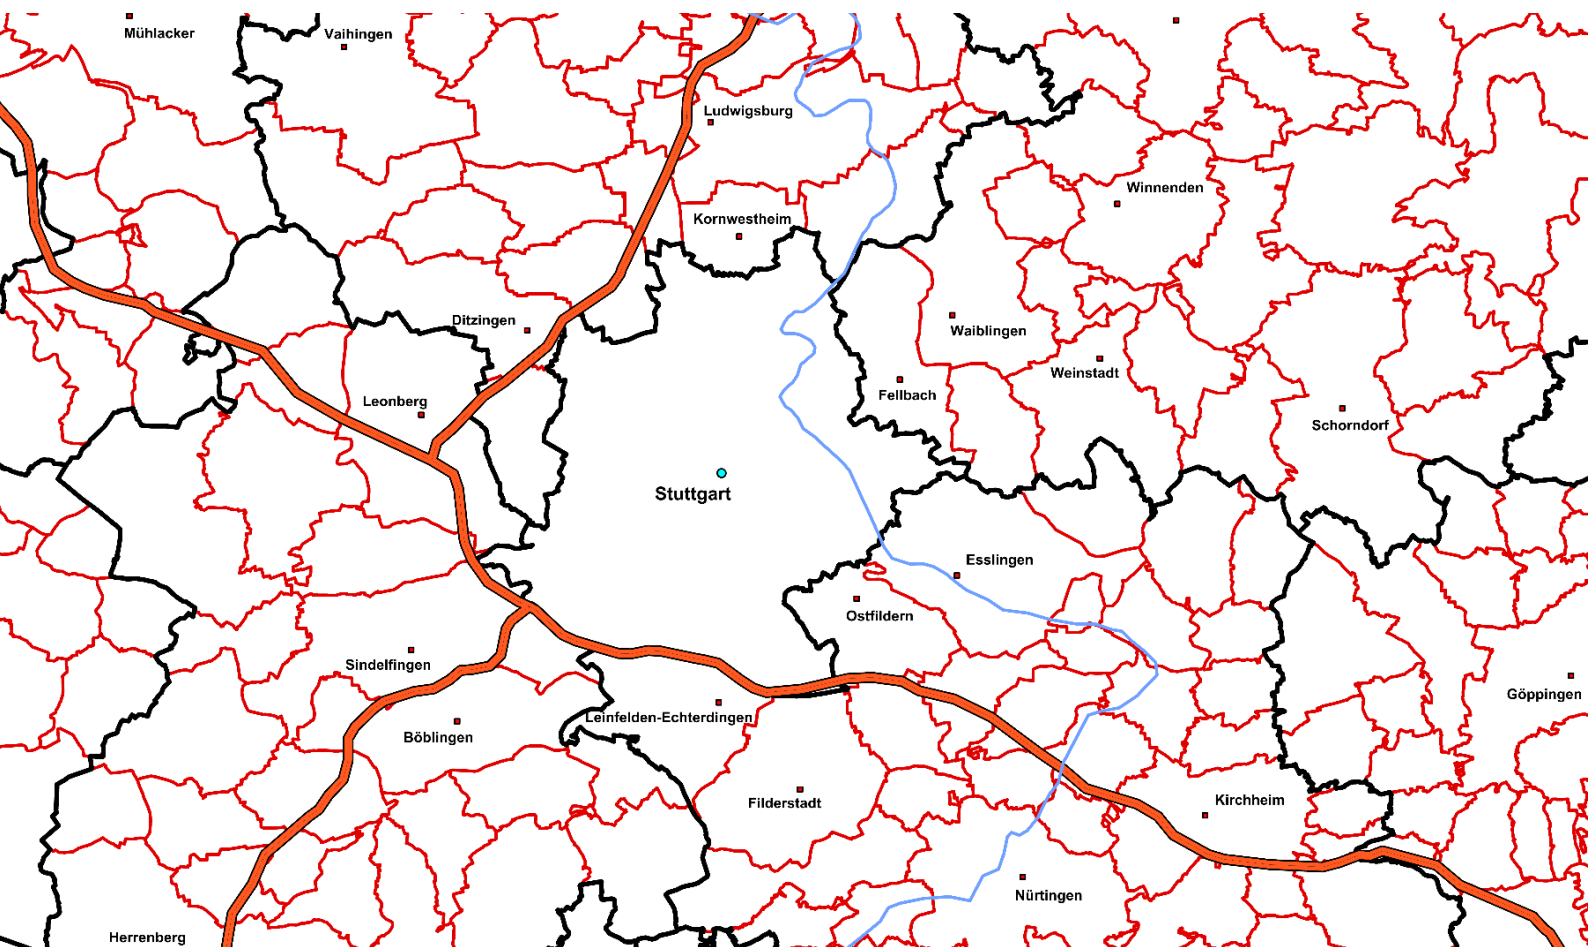 Mühlacker
Vaihingen
Ludwigsburg
Winnenden
Kornwestheim
Ditzingen
Waiblingen
Weinstadt
Leonberg
Fellbach
Schorndorf
Stuttgart
Esslingen
Ostfildern
Sindelfingen
Göppingen
Leinfelden-Echterdingen
Böblingen
Filderstadt
Kirchheim
Nürtingen
Herrenberg